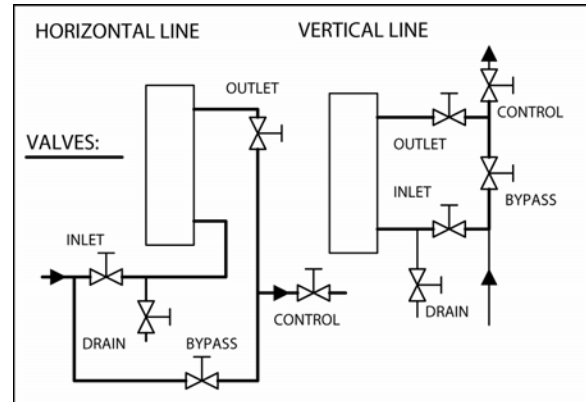 HORIZONTAL LINE
VERTICAL LINE
OUTLET
VALVES:
INLET
DRAIN
BYPASS
CONTROL
CONTROL
OUTLET
INLET
BYPASS
DRAIN